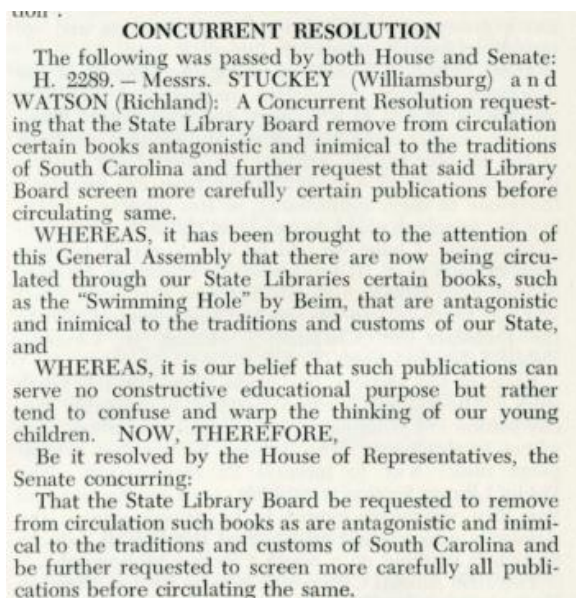 tion".
CONCURRENT RESOLUTION
The following was passed by both House and Senate:
H. 2289. — Messrs. STUCKEY (Williamsburg) and
WATSON (Richland): A Concurrent Resolution request-
ing that the State Library Board remove from circulation
certain books antagonistic and inimical to the traditions
of South Carolina and further request that said Library
Board screen more carefully certain publications before
circulating same.
WHEREAS, it has been brought to the attention of
this General Assembly that there are now being circu-
lated through our State Libraries certain books, such
as the “Swimming Hole” by Beim, that are antagonistic
and inimical to the traditions and customs of our State,
and
WHEREAS, it is our belief that such publications can
serve no constructive educational purpose but rather
tend to confuse and warp the thinking of our young
children. NOW, THEREFORE,
Be it resolved by the House of Representatives, the
Senate concurring:
That the State Library Board be requested to remove
from circulation such books as are antagonistic and inimi-
cal to the traditions and customs of South Carolina and
be further requested to screen more carefully all publi-
cations before circulating the same.